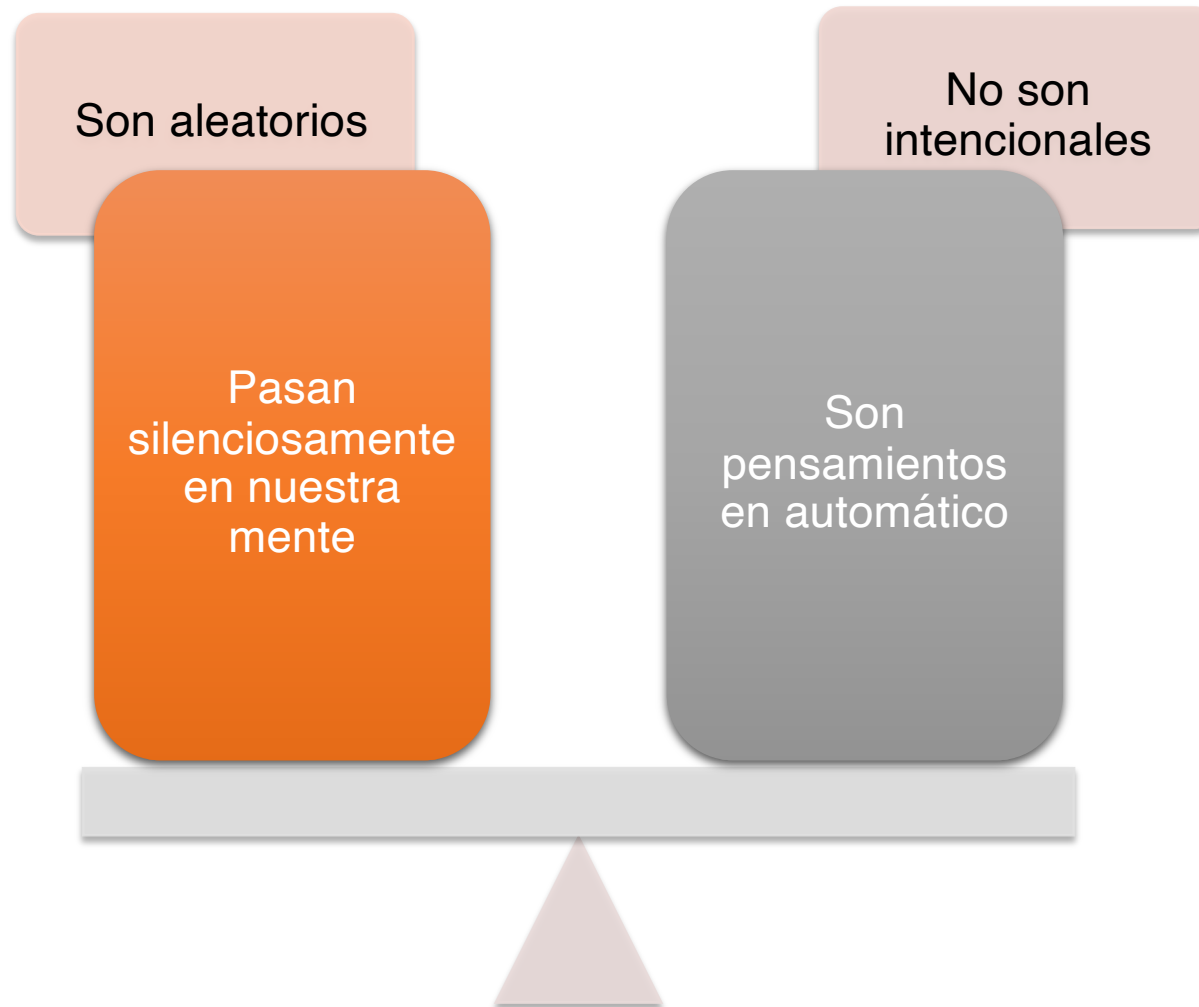 Son aleatorios
No son
intencionales
Pasan
silenciosamente
en nuestra
mente
Son
pensamientos
en automático